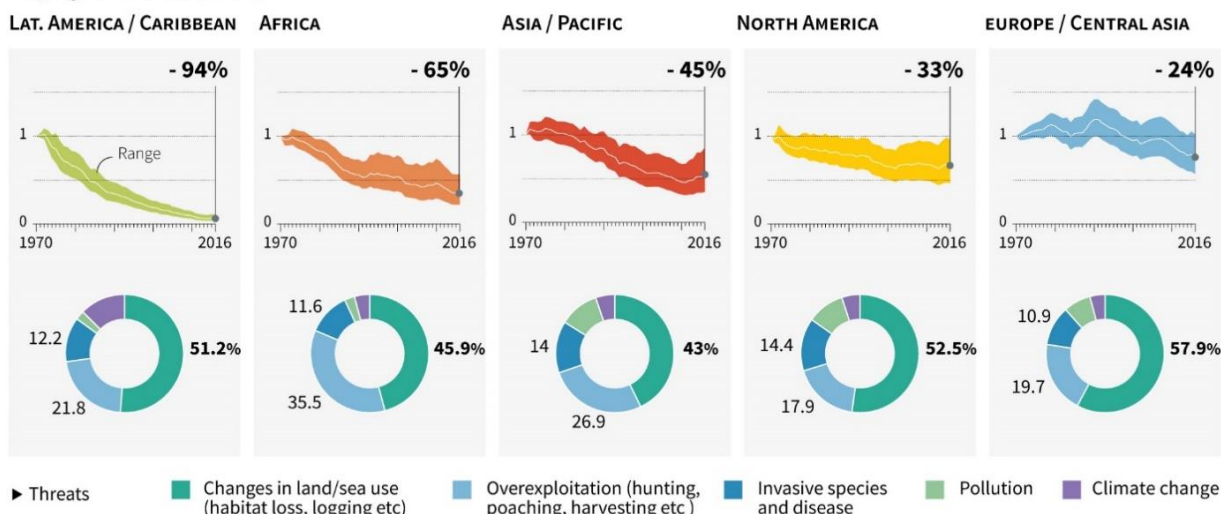 LAT. AMERICA / CARIBBEAN
AFRICA
ASIA / PACIFIC
NORTH AMERICA
EUROPE / CENTRAL ASIA
- 94%
- 65%
- 45%
- 33%
- 24%
1
Range
0
1970
2016
1
0
1970
2016
1
0
1970
2016
1
0
1970
2016
1
0
1970
2016
12.2
51.2%
21.8
11.6
45.9%
35.5
14
43%
26.9
14.4
52.5%
17.9
10.9
57.9%
19.7
▶ Threats
Changes in land/sea use
(habitat loss, logging etc)
Overexploitation (hunting,
poaching, harvesting etc )
Invasive species
and disease
Pollution
Climate change